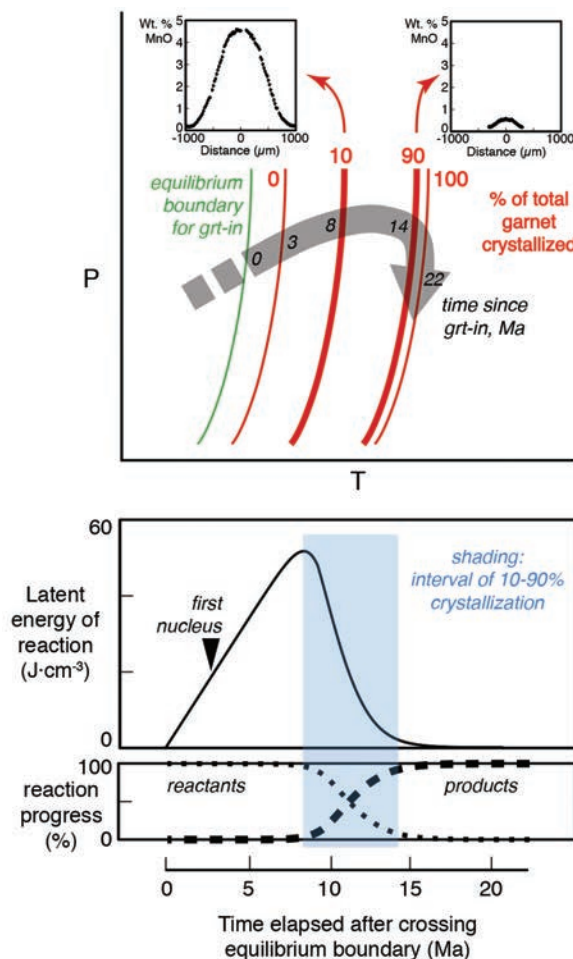 Wt. %
MnO
5
4
3
2
1
0
-1000
0
1000
Distance (µm)
Wt. %
MnO
5
4
3
2
1
0
-1000
0
1000
Distance (µm)
equilibrium
boundary
for grt-in
0
10
90
100
% of total
garnet
crystallized
0
3
8
14
22
time since
grt-in, Ma
P
T
60
Latent
energy of
reaction
(J·cm-3)
0
first
nucleus
shading:
interval of 10-90%
crystallization
100
reaction
progress
(%)
0
reactants
products
0
5
10
15
20
Time elapsed after crossing
equilibrium boundary (Ma)